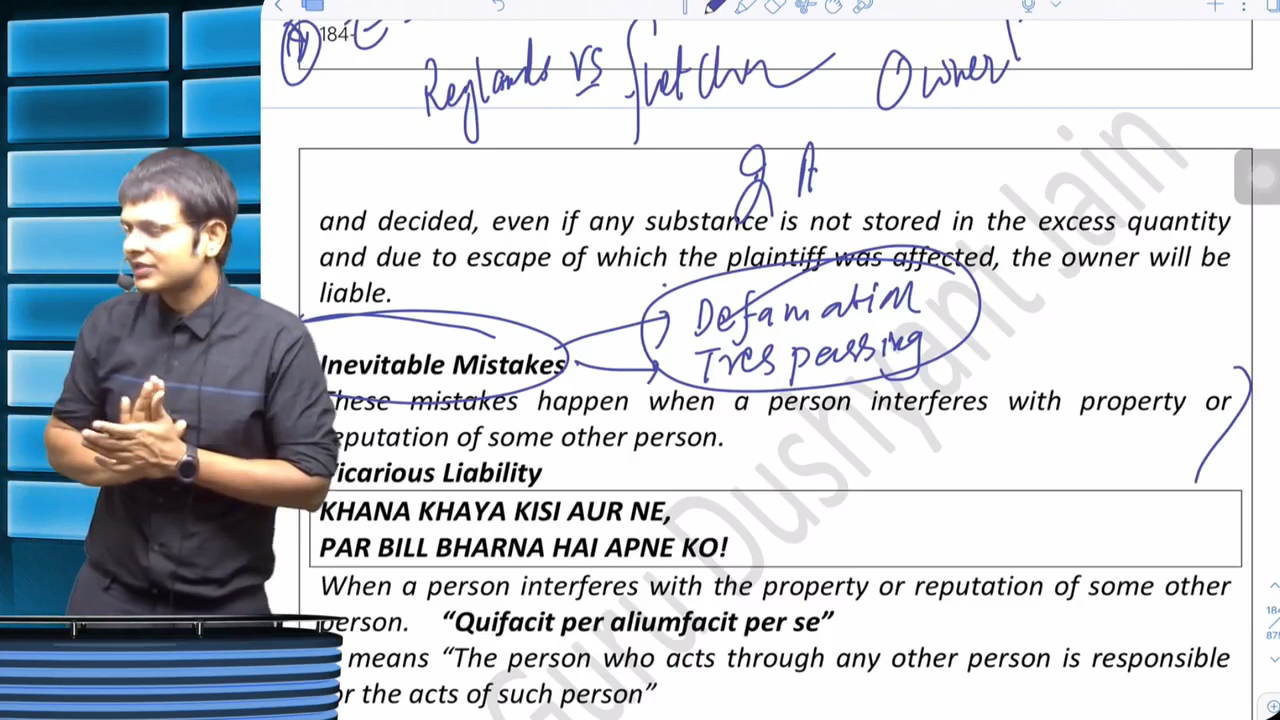 184-
Reglands vs fletcher Owner
g A
and decided, even if any substance is not stored in the excess quantity
and due to escape of which the plaintiff was affected, the owner will be
liable.
Defamation
Trespassing
Inevitable Mistakes
These mistakes happen when a person interferes with property or
eputation of some other person.
icarious Liability
KHANA KHAYA KISI AUR NE,
PAR BILL BHARNA HAI APNE KO!
When a person interferes with the property or reputation of some other
person. “Quifacit per aliumfacit per se”
means “The person who acts through any other person is responsible
or the acts of such person”
Guru Dushyant Jain
184
875